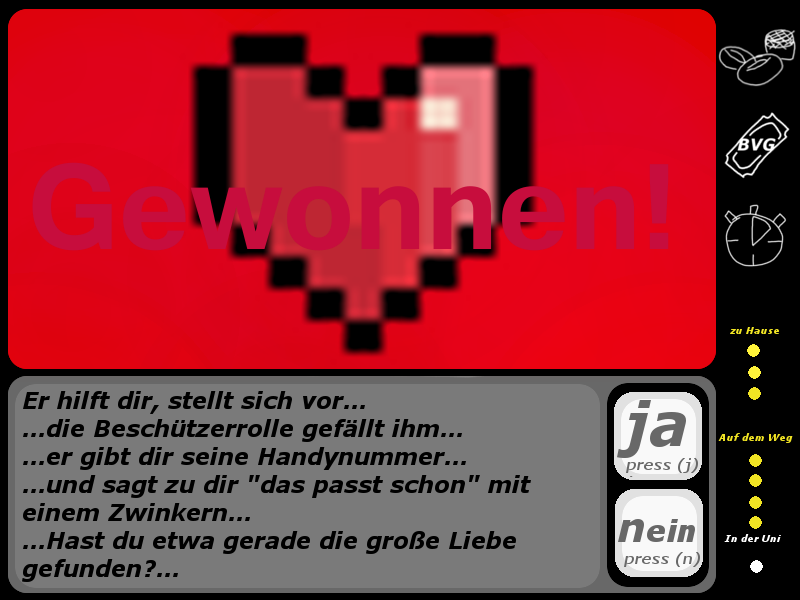 Gewonnen!
BVG
zu Hause
Auf dem Weg
In der Uni
Er hilft dir, stellt sich vor...
...die Beschützerrolle gefällt ihm...
...er gibt dir seine Handynummer...
...und sagt zu dir "das passt schon" mit
einem Zwinkern...
...Hast du etwa gerade die große Liebe
gefunden?...
ja
press (j)
nein
press (n)